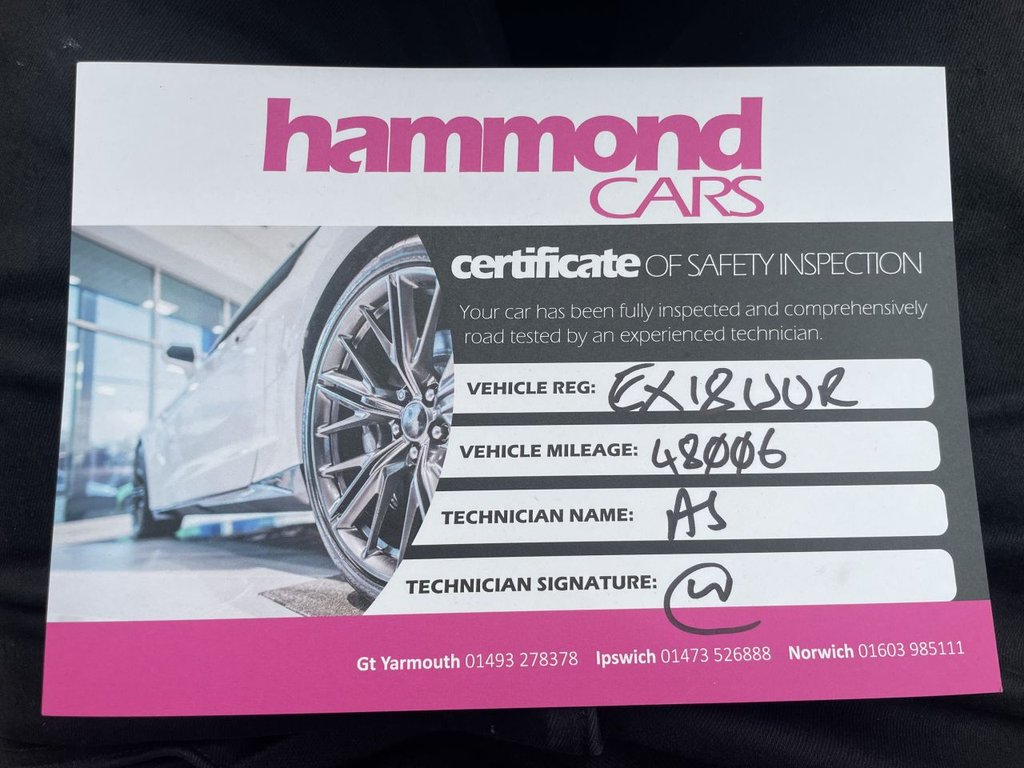 hammond
CARS
certificate OF SAFETY INSPECTION
Your car has been fully inspected and comprehensively
road tested by an experienced technician.
VEHICLE REG: EX18UUR
VEHICLE MILEAGE: 48006
TECHNICIAN NAME: AS
TECHNICIAN SIGNATURE:
Gt Yarmouth 01493 278378 Ipswich 01473 526888 Norwich 01603 985111